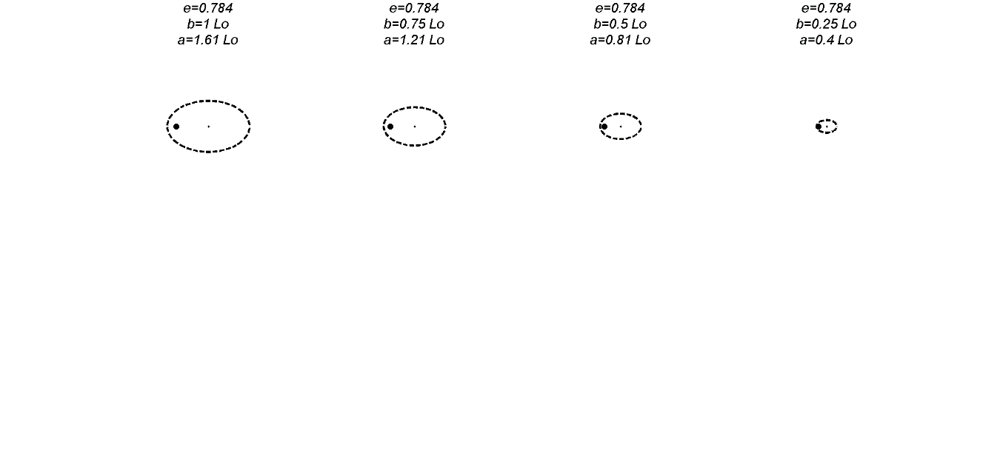 e=0.784
b=1 Lo
a=1.61 Lo
e=0.784
b=0.75 Lo
a=1.21 Lo
e=0.784
b=0.5 Lo
a=0.81 Lo
e=0.784
b=0.25 Lo
a=0.4 Lo